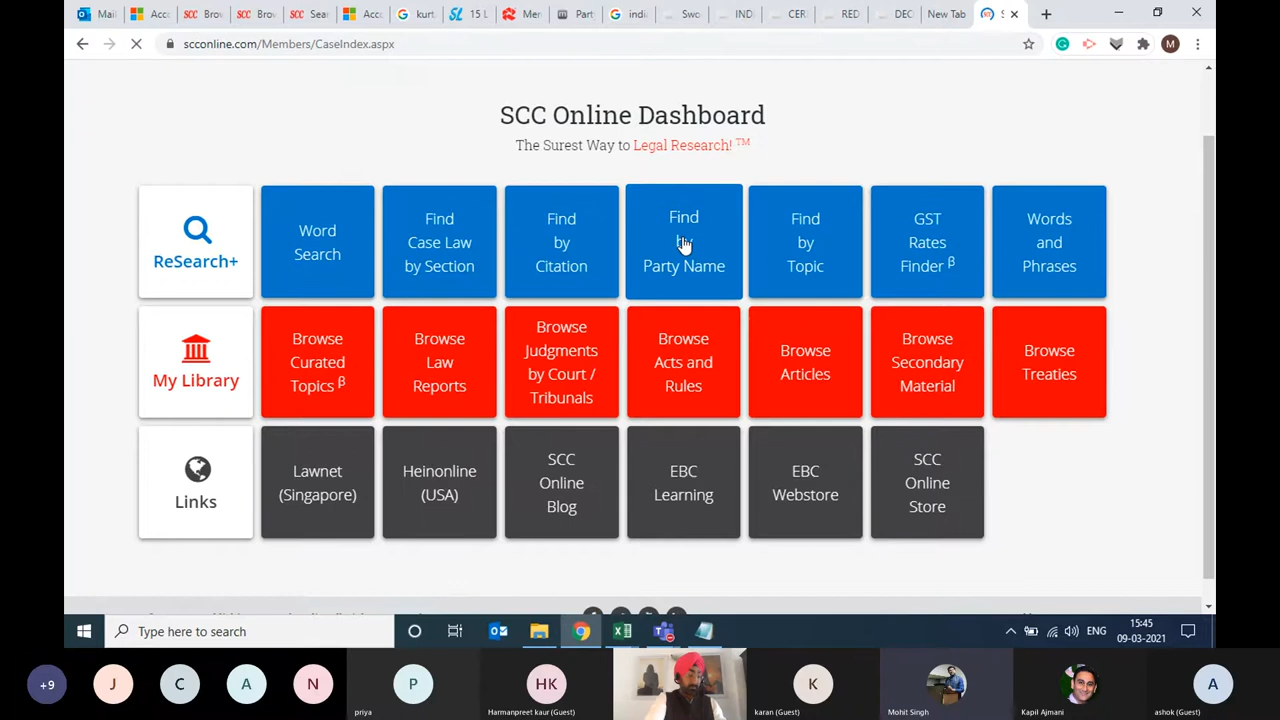 Mail
Acc
Brow
Brow
Sear
Acc
kurt
15 L
Mer
Part
indi
Swo
IND
CER
RED
DEC
New Tab
S
scconline.com/Members/CaseIndex.aspx
M
SCC Online Dashboard
The Surest Way to Legal Research! TM
ReSearch+
Word
Search
Find
Case Law
by Section
Find
by
Citation
Find
by
Party Name
Find
by
Topic
GST
Rates
Finder β
Words
and
Phrases
My Library
Browse
Curated
Topics β
Browse
Law
Reports
Browse
Judgments
by Court /
Tribunals
Browse
Acts and
Rules
Browse
Articles
Browse
Secondary
Material
Browse
Treaties
Links
Lawnet
(Singapore)
Heinonline
(USA)
SCC
Online
Blog
EBC
Learning
EBC
Webstore
SCC
Online
Store
Type here to search
ENG
15:45
09-03-2021
+9
J
C
A
N
P
HK
K
A
priya
Harmanpreet kaur (Guest)
karan (Guest)
Mohit Singh
Kapil Ajmani
ashok (Guest)